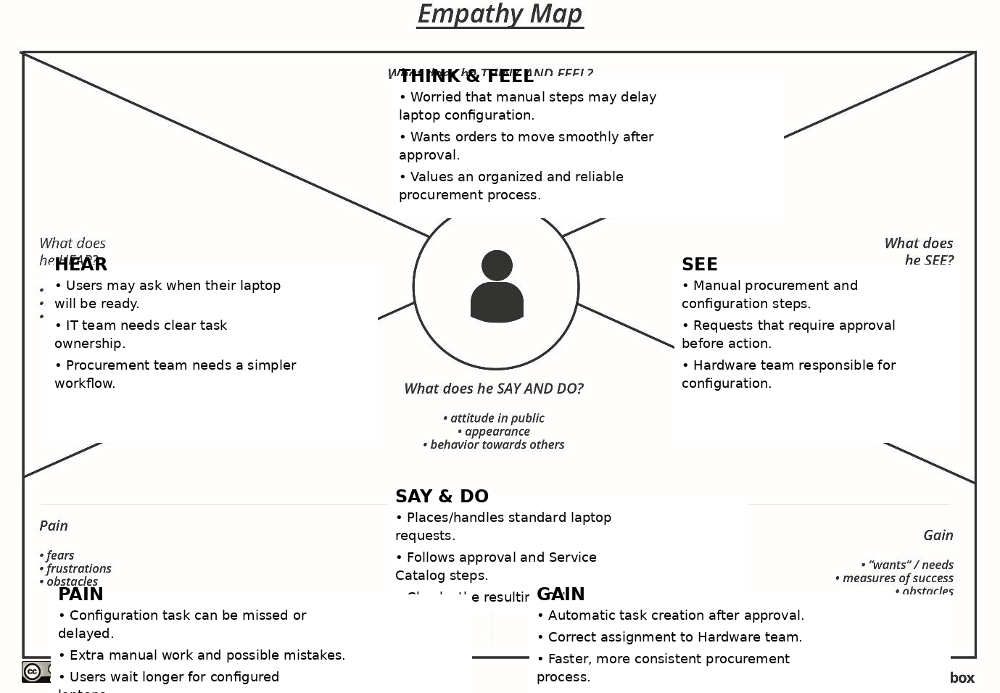 Empathy Map
THINK & FEEL
• Worried that manual steps may delay
laptop configuration.
• Wants orders to move smoothly after
approval.
• Values an organized and reliable
procurement process.
What does
he HEAR?
HEAR
• Users may ask when their laptop
will be ready.
• IT team needs clear task
ownership.
• Procurement team needs a simpler
workflow.
What does
he SEE?
SEE
• Manual procurement and
configuration steps.
• Requests that require approval
before action.
• Hardware team responsible for
configuration.
What does he SAY AND DO?
• attitude in public
• appearance
• behavior towards others
SAY & DO
• Places/handles standard laptop
requests.
• Follows approval and Service
Catalog steps.
Pain
• fears
• frustrations
• obstacles
PAIN
• Configuration task can be missed or
delayed.
• Extra manual work and possible mistakes.
• Users wait longer for configured
Gain
• “wants“ / needs
• measures of success
• obstacles
GAIN
• Automatic task creation after approval.
• Correct assignment to Hardware team.
• Faster, more consistent procurement
process.
cc
box